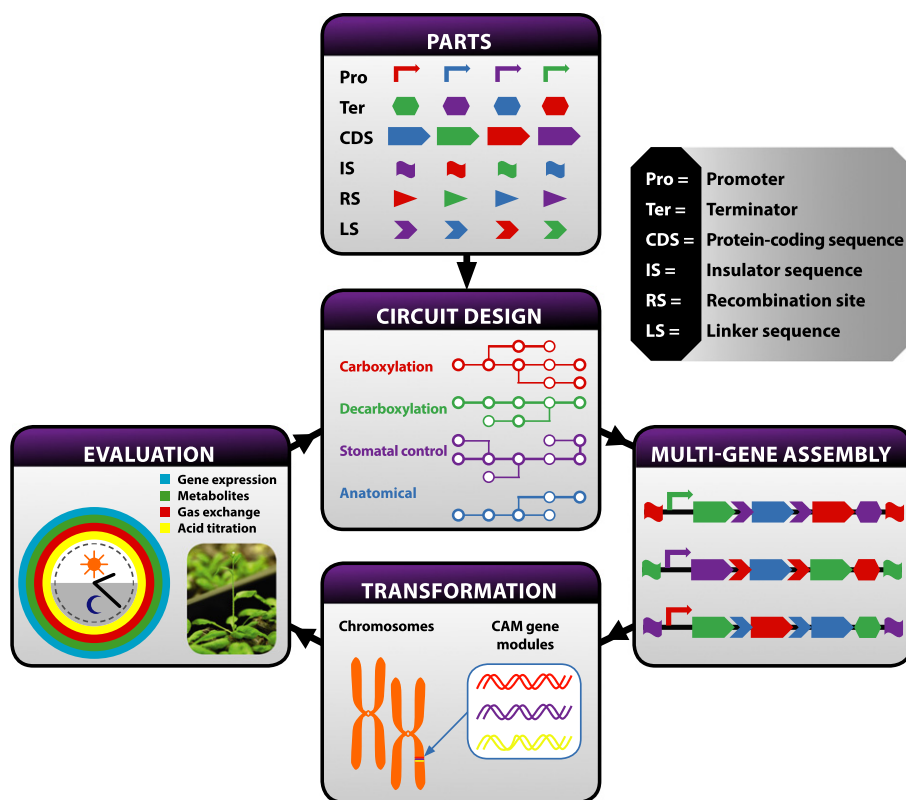 PARTS
Pro
Ter
CDS
IS
RS
LS
Pro = Promoter
Ter = Terminator
CDS = Protein-coding sequence
IS = Insulator sequence
RS = Recombination site
LS = Linker sequence
CIRCUIT DESIGN
Carboxylation
Decarboxylation
Stomatal control
Anatomical
EVALUATION
Gene expression
Metabolites
Gas exchange
Acid titration
MULTI-GENE ASSEMBLY
TRANSFORMATION
Chromosomes
CAM gene
modules